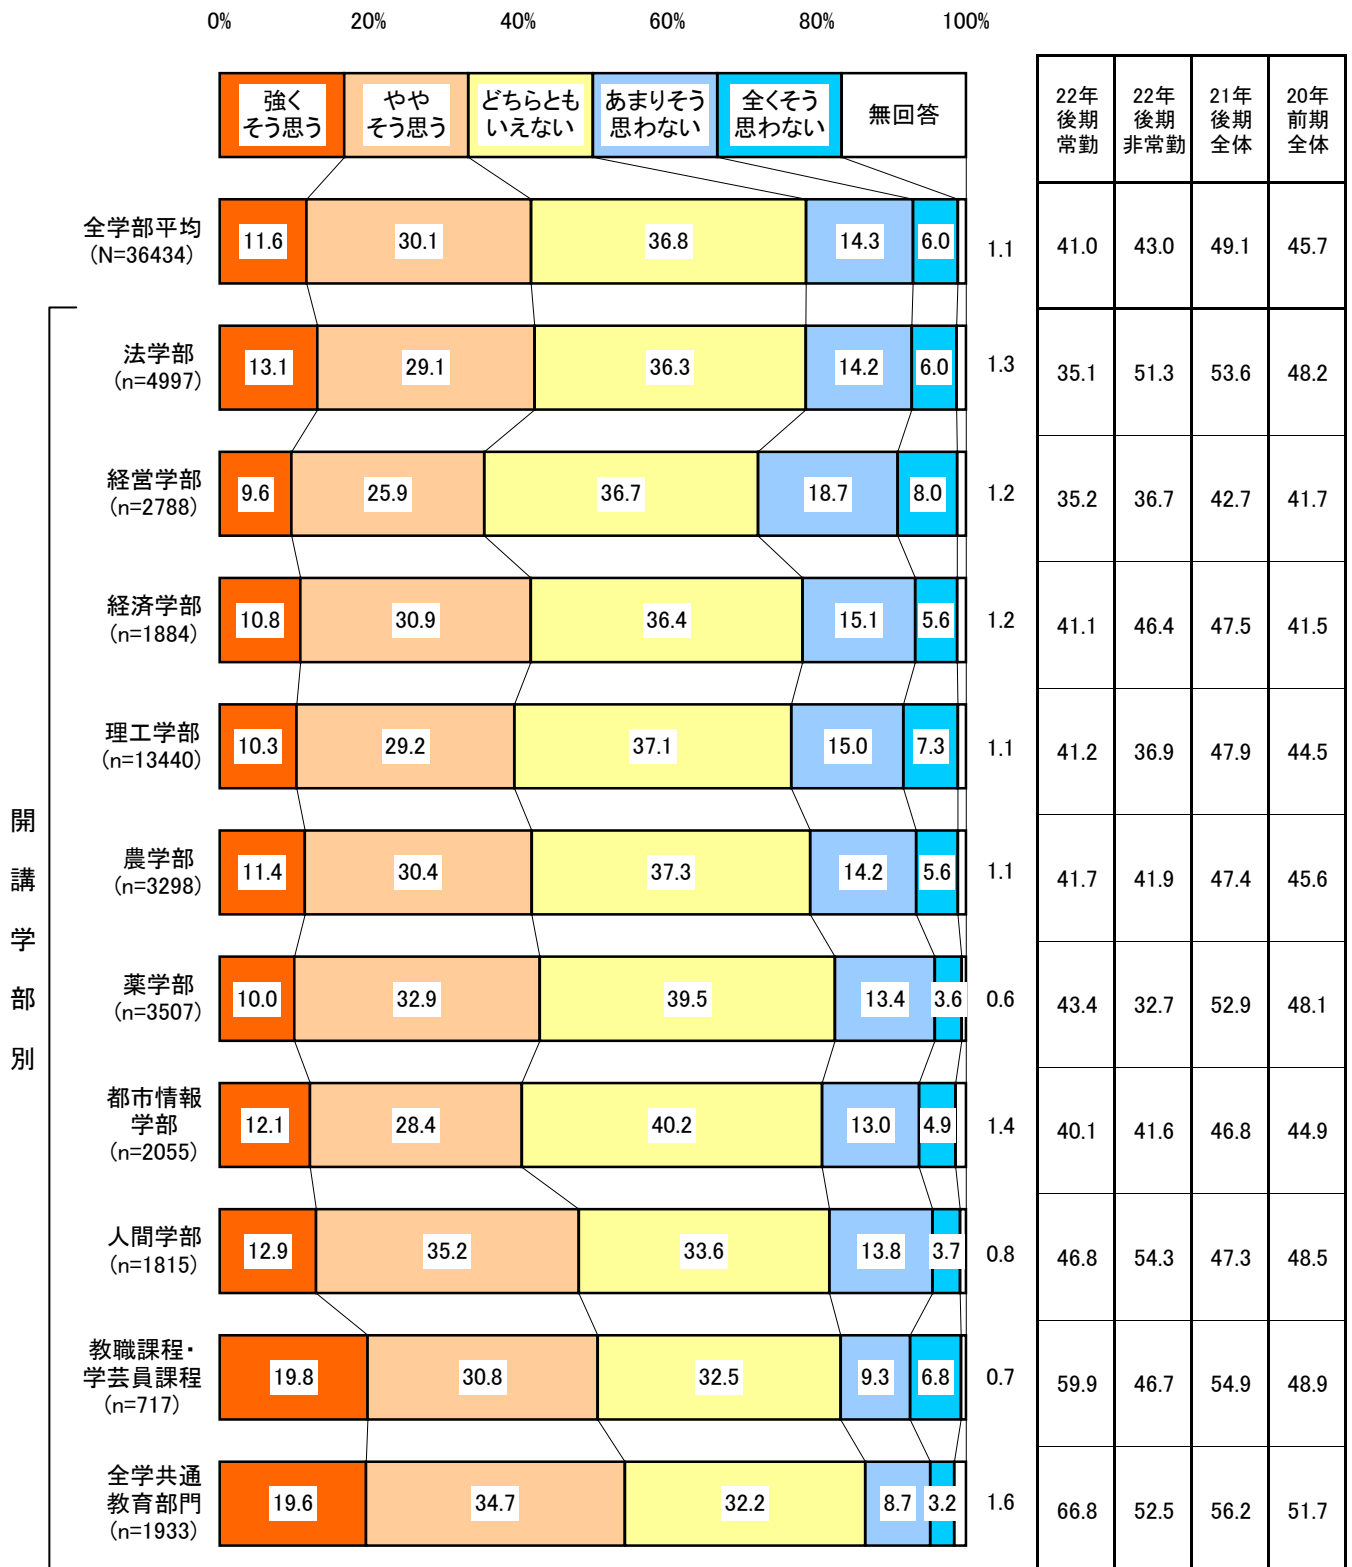 0% 20% 40% 60% 80% 100%
強く
そう思う
やや
そう思う
どちらとも
いえない
あまりそう
思わない
全くそう
思わない
無回答
22年
後期
常勤
22年
後期
非常勤
21年
後期
全体
20年
前期
全体
全学部平均
(N=36434)
11.6 30.1 36.8 14.3 6.0 1.1 41.0 43.0 49.1 45.7
開講学部別
法学部
(n=4997)
13.1 29.1 36.3 14.2 6.0 1.3 35.1 51.3 53.6 48.2
経営学部
(n=2788)
9.6 25.9 36.7 18.7 8.0 1.2 35.2 36.7 42.7 41.7
経済学部
(n=1884)
10.8 30.9 36.4 15.1 5.6 1.2 41.1 46.4 47.5 41.5
理工学部
(n=13440)
10.3 29.2 37.1 15.0 7.3 1.1 41.2 36.9 47.9 44.5
農学部
(n=3298)
11.4 30.4 37.3 14.2 5.6 1.1 41.7 41.9 47.4 45.6
薬学部
(n=3507)
10.0 32.9 39.5 13.4 3.6 0.6 43.4 32.7 52.9 48.1
都市情報
学部
(n=2055)
12.1 28.4 40.2 13.0 4.9 1.4 40.1 41.6 46.8 44.9
人間学部
(n=1815)
12.9 35.2 33.6 13.8 3.7 0.8 46.8 54.3 47.3 48.5
教職課程・
学芸員課程
(n=717)
19.8 30.8 32.5 9.3 6.8 0.7 59.9 46.7 54.9 48.9
全学共通
教育部門
(n=1933)
19.6 34.7 32.2 8.7 3.2 1.6 66.8 52.5 56.2 51.7